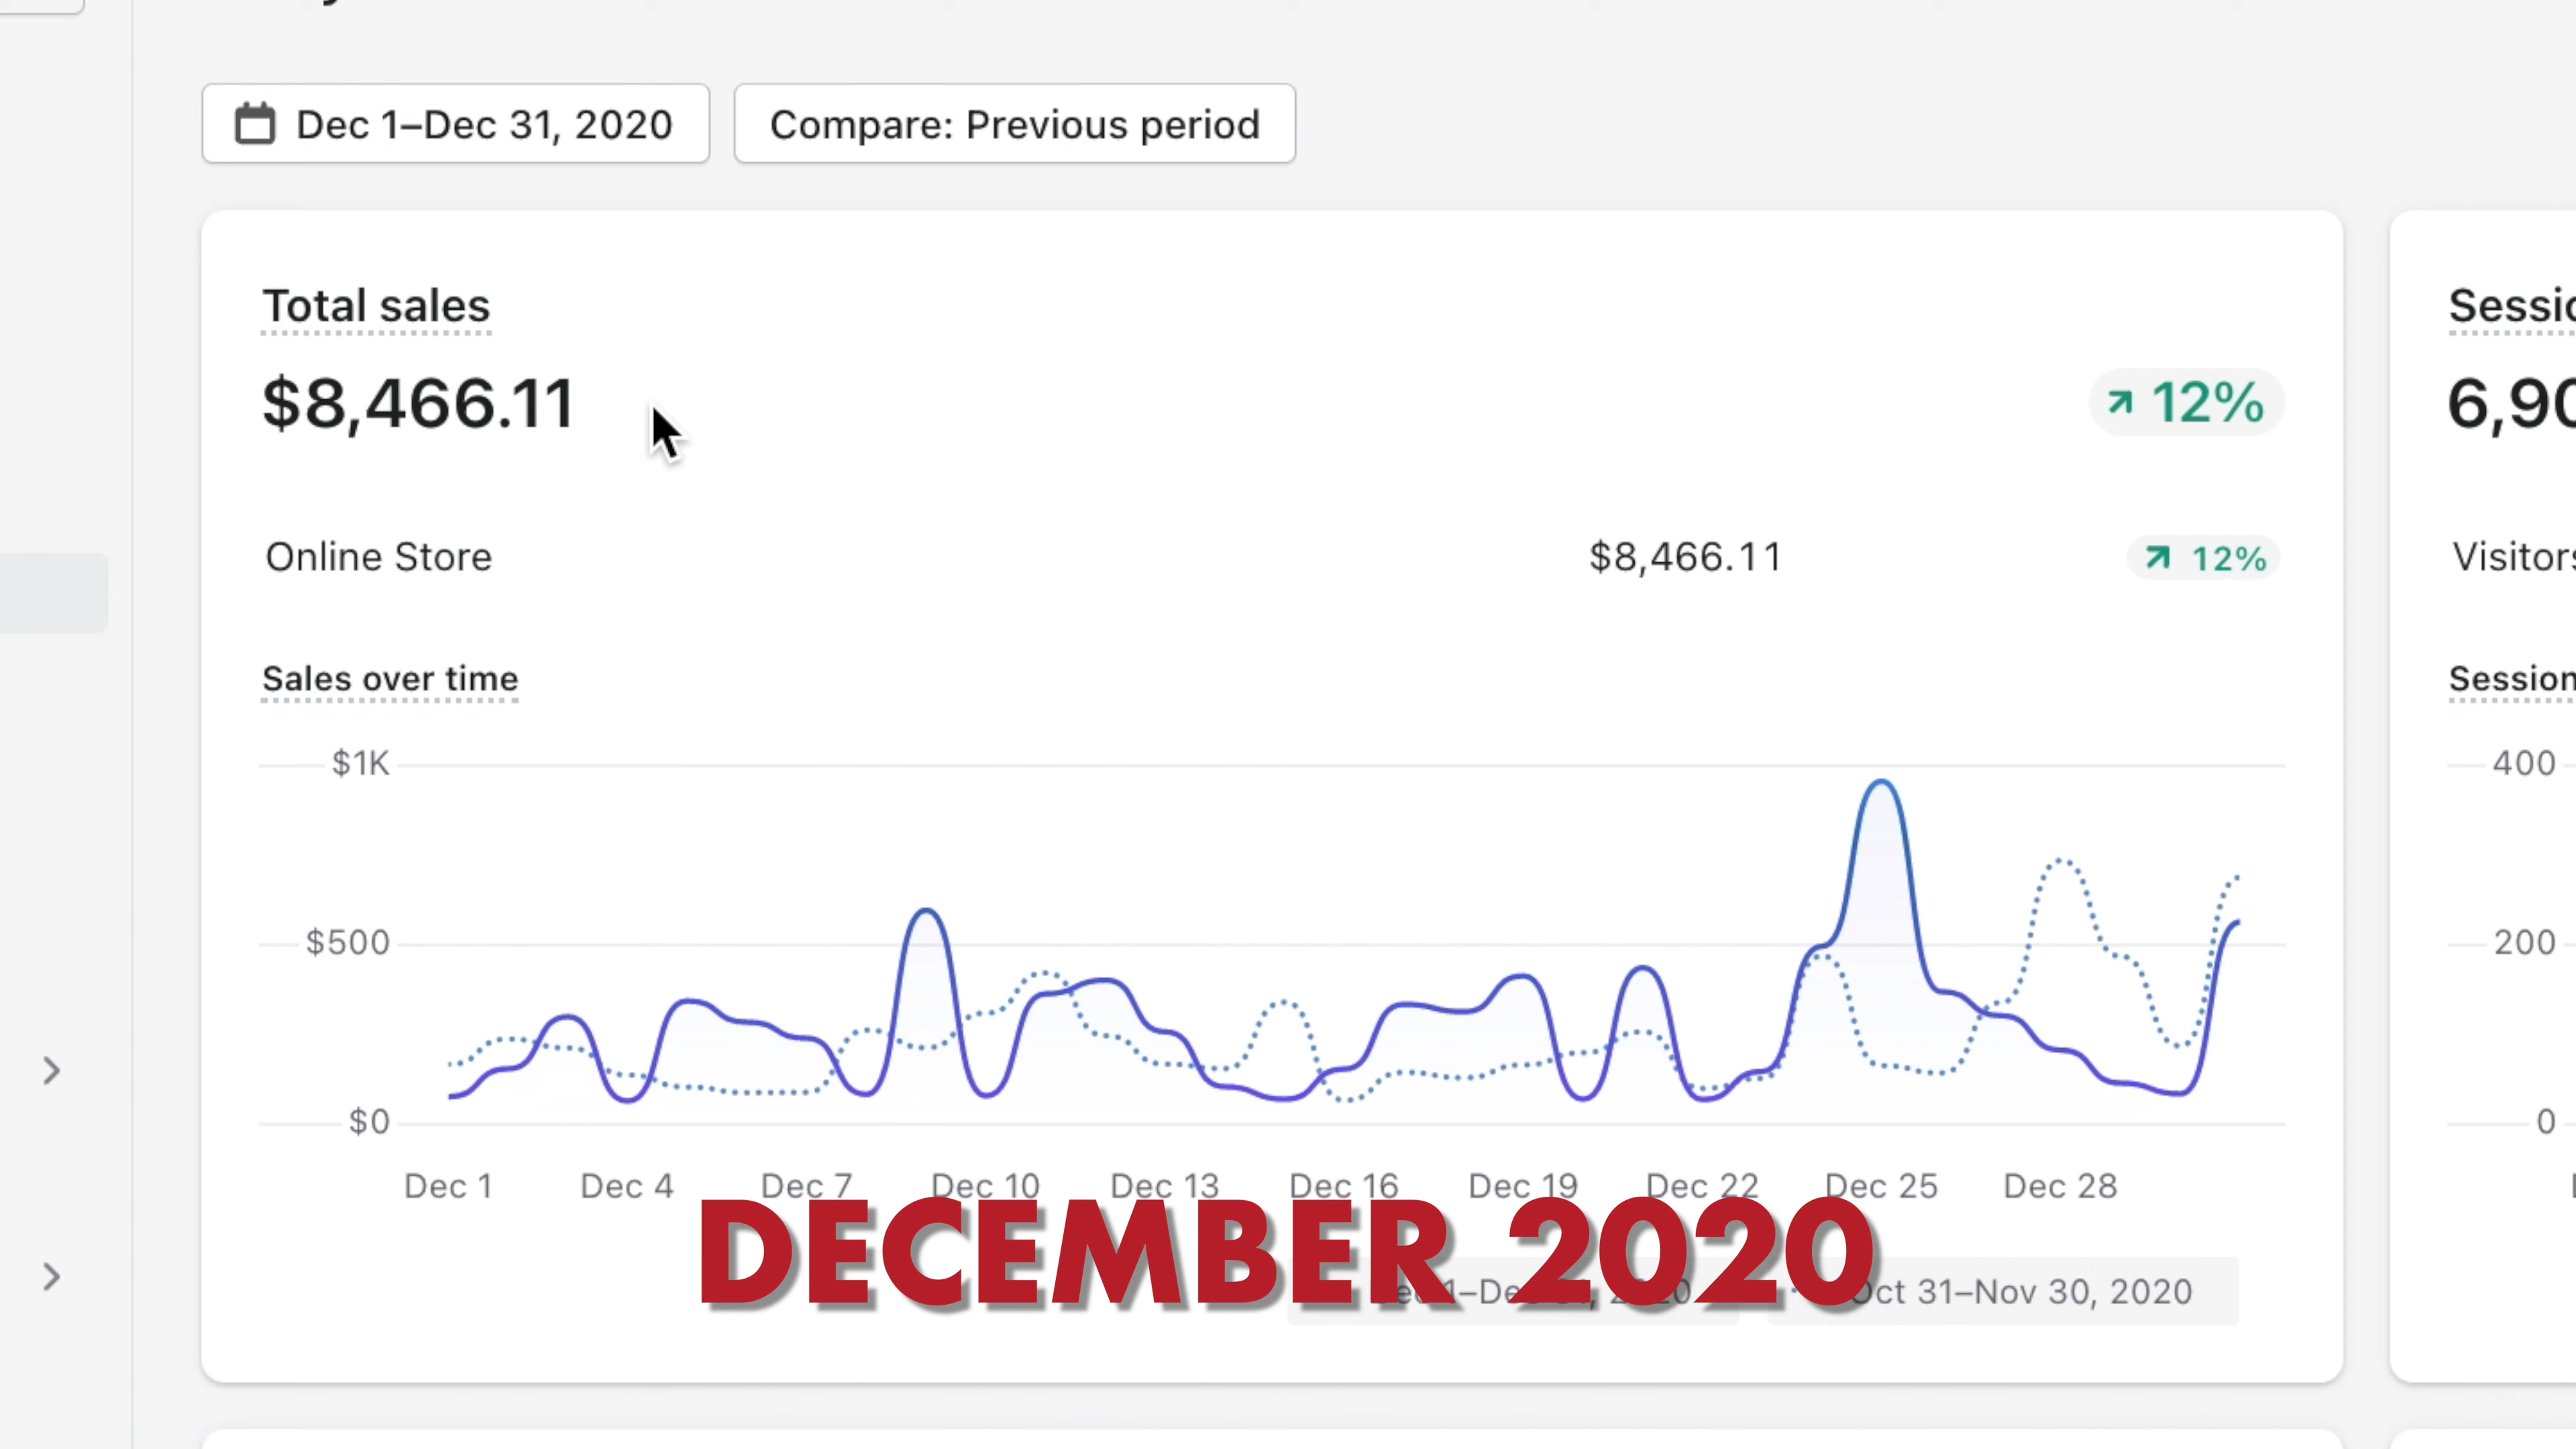 Dec 1–Dec 31, 2020
Compare: Previous period
Total sales
$8,466.11
12%
Online Store
$8,466.11
12%
Sales over time
$1K
$500
$0
Dec 1
Dec 4
Dec 7
Dec 10
Dec 13
Dec 16
Dec 19
Dec 22
Dec 25
Dec 28
DECEMBER 2020
Oct 31–Nov 30, 2020
400
200
0